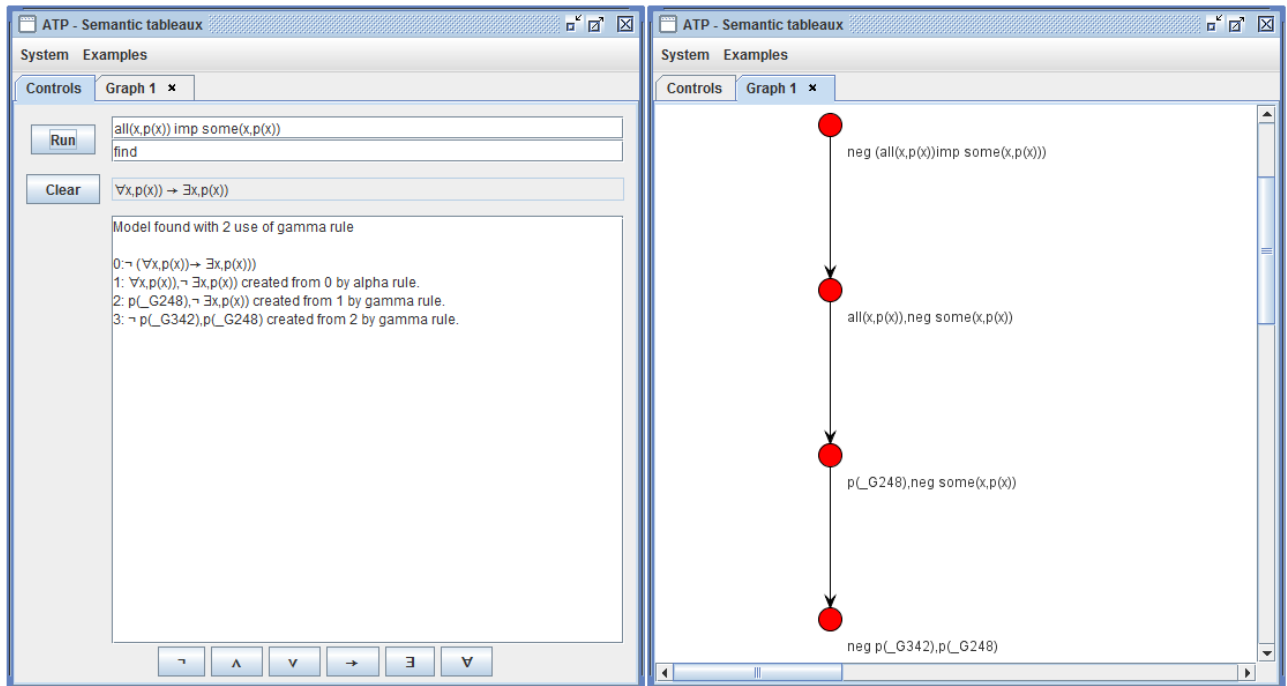 ATP - Semantic tableaux
System Examples
Controls Graph 1 ×
Run
all(x,p(x)) imp some(x,p(x))
find
Clear
∀x,p(x)) → ∃x,p(x))
Model found with 2 use of gamma rule
0:¬ (∀x,p(x))→ ∃x,p(x)))
1: ∀x,p(x)),¬ ∃x,p(x)) created from 0 by alpha rule.
2: p(_G248),¬ ∃x,p(x)) created from 1 by gamma rule.
3: ¬ p(_G342),p(_G248) created from 2 by gamma rule.
¬ ∧ ∨ → ∃ ∀
ATP - Semantic tableaux
System Examples
Controls Graph 1 ×
neg (all(x,p(x))imp some(x,p(x)))
all(x,p(x)),neg some(x,p(x))
p(_G248),neg some(x,p(x))
neg p(_G342),p(_G248)